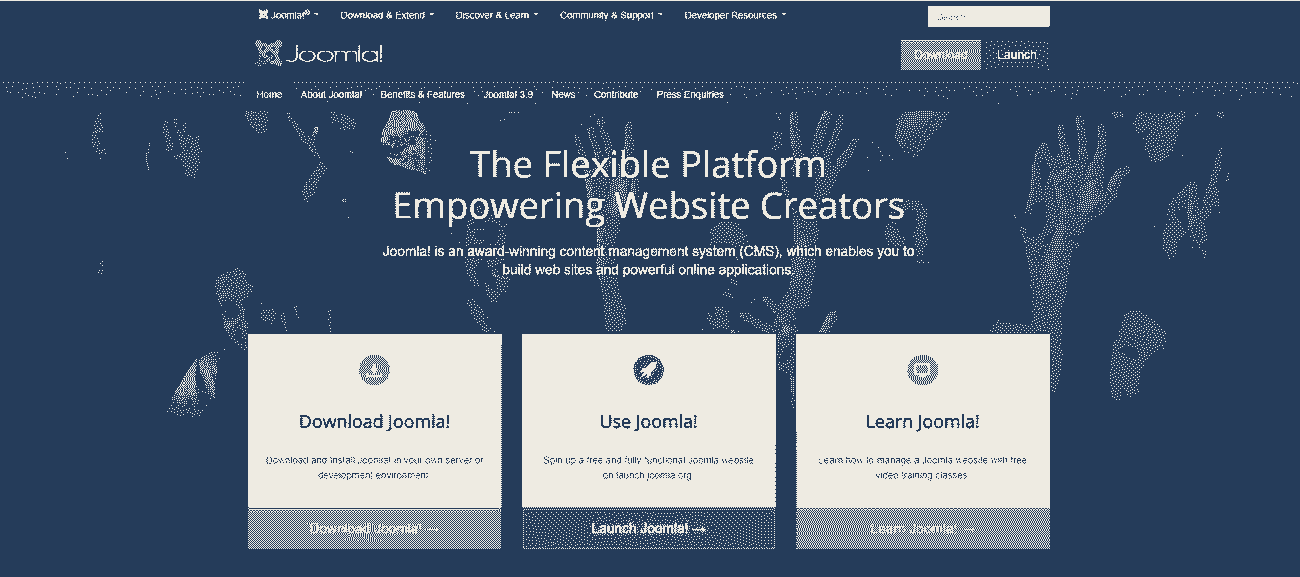 Joomla!®
Download & Extend
Discover & Learn
Community & Support
Developer Resources
Search
Joomla!
Download
Launch
Home
About Joomla!
Benefits & Features
Joomla! 3.9
News
Contribute
Press Enquiries
The Flexible Platform
Empowering Website Creators
Joomla! is an award-winning content management system (CMS), which enables you to
build web sites and powerful online applications.
Download Joomla!
Download and install Joomla! in your own server or
development environment.
Download Joomla! →
Use Joomla!
Spin up a free and fully functional Joomla website
on launch.joomla.org
Launch Joomla! →
Learn Joomla!
Learn how to manage a Joomla website with free
video training classes.
Learn Joomla! →